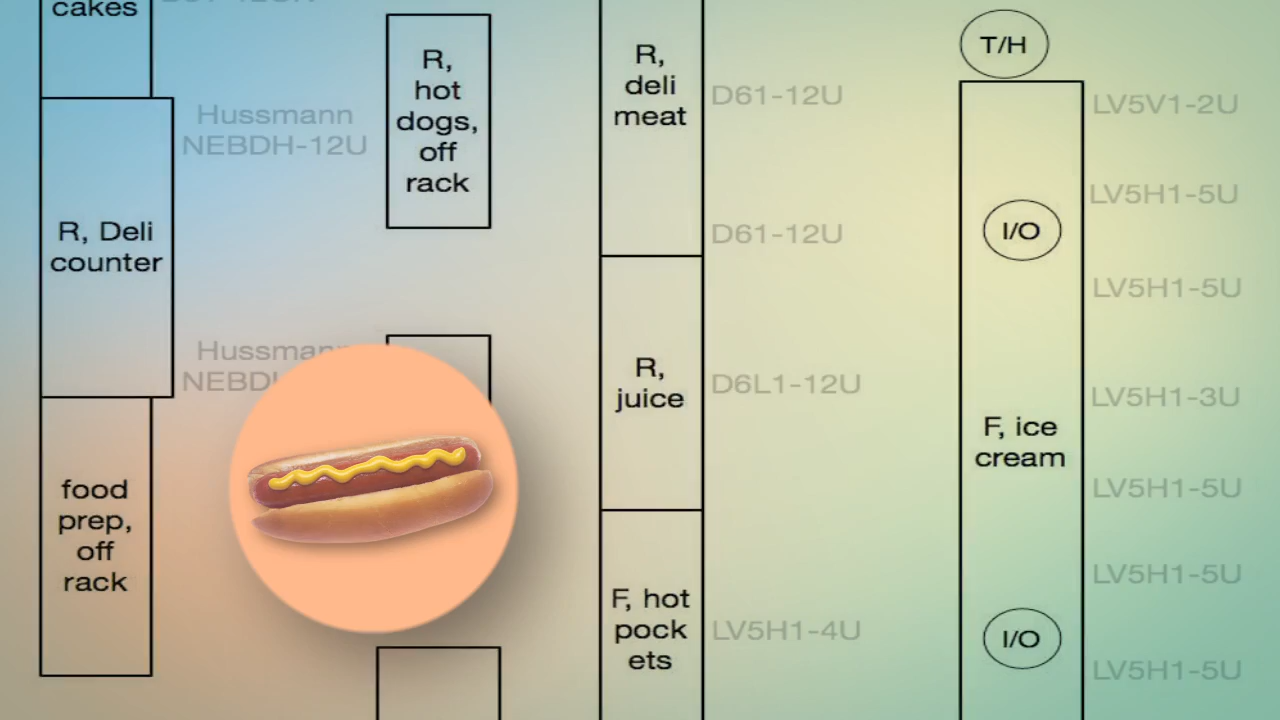 cakes
R, Deli
counter
food
prep,
off
rack
Hussmann
NEBDH-12U
Hussmann
R,
hot
dogs,
off
rack
R,
deli
meat
R,
juice
F, hot
pock
ets
D61-12U
D61-12U
D6L1-12U
LV5H1-4U
T/H
I/O
F, ice
cream
I/O
LV5V1-2U
LV5H1-5U
LV5H1-5U
LV5H1-3U
LV5H1-5U
LV5H1-5U
LV5H1-5U